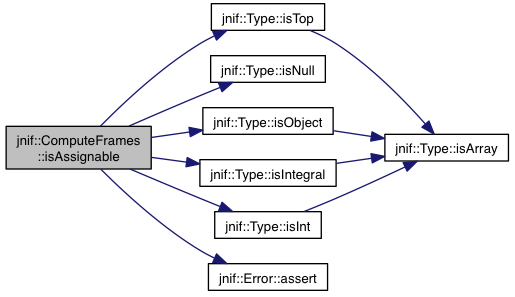 jnif::Type::isTop
jnif::Type::isNull
jnif::Type::isObject
jnif::ComputeFrames
::isAssignable
jnif::Type::isArray
jnif::Type::isIntegral
jnif::Type::isInt
jnif::Error::assert